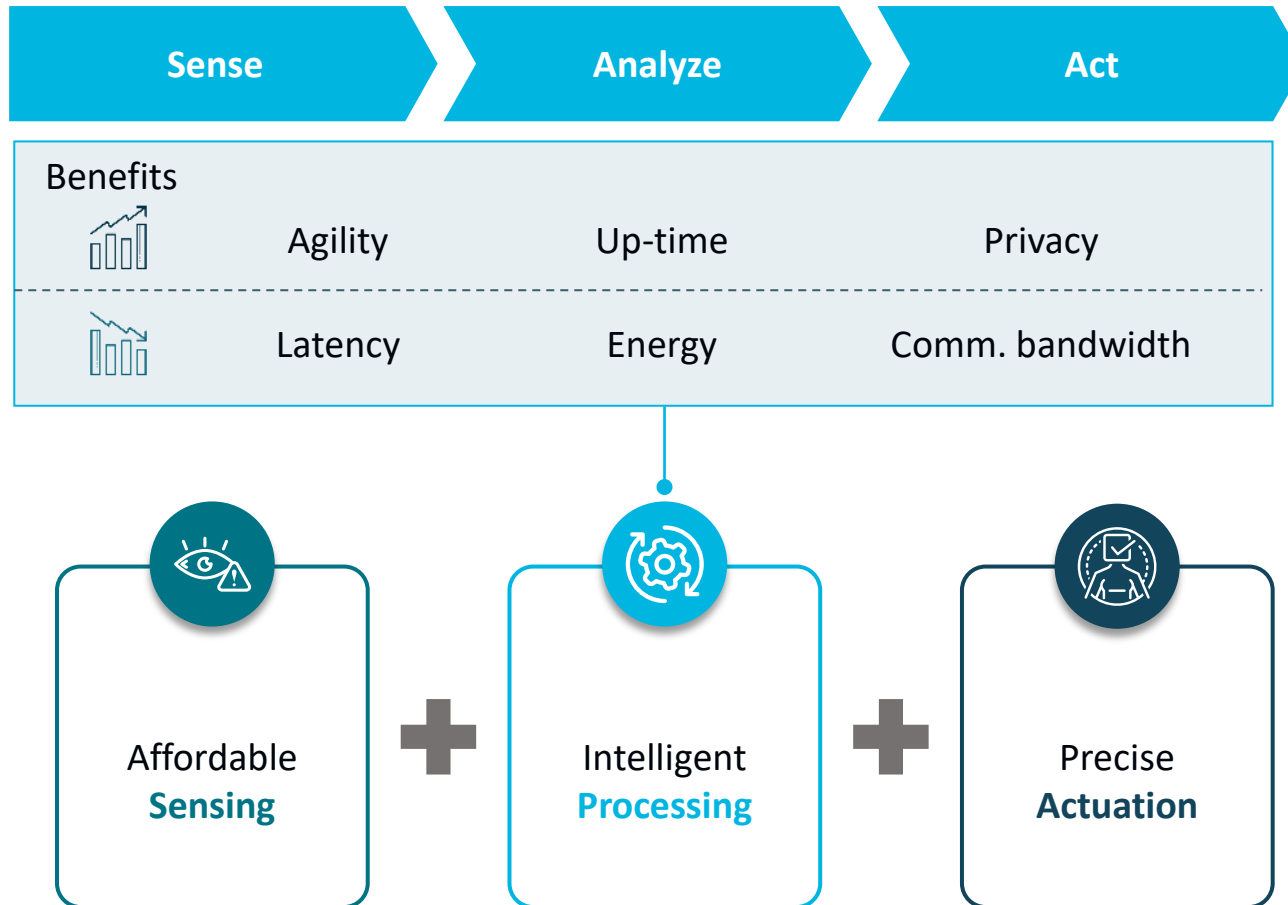 Sense
Analyze
Act
Benefits
Agility
Up-time
Privacy
Latency
Energy
Comm. bandwidth
Affordable
Sensing
Intelligent
Processing
Precise
Actuation